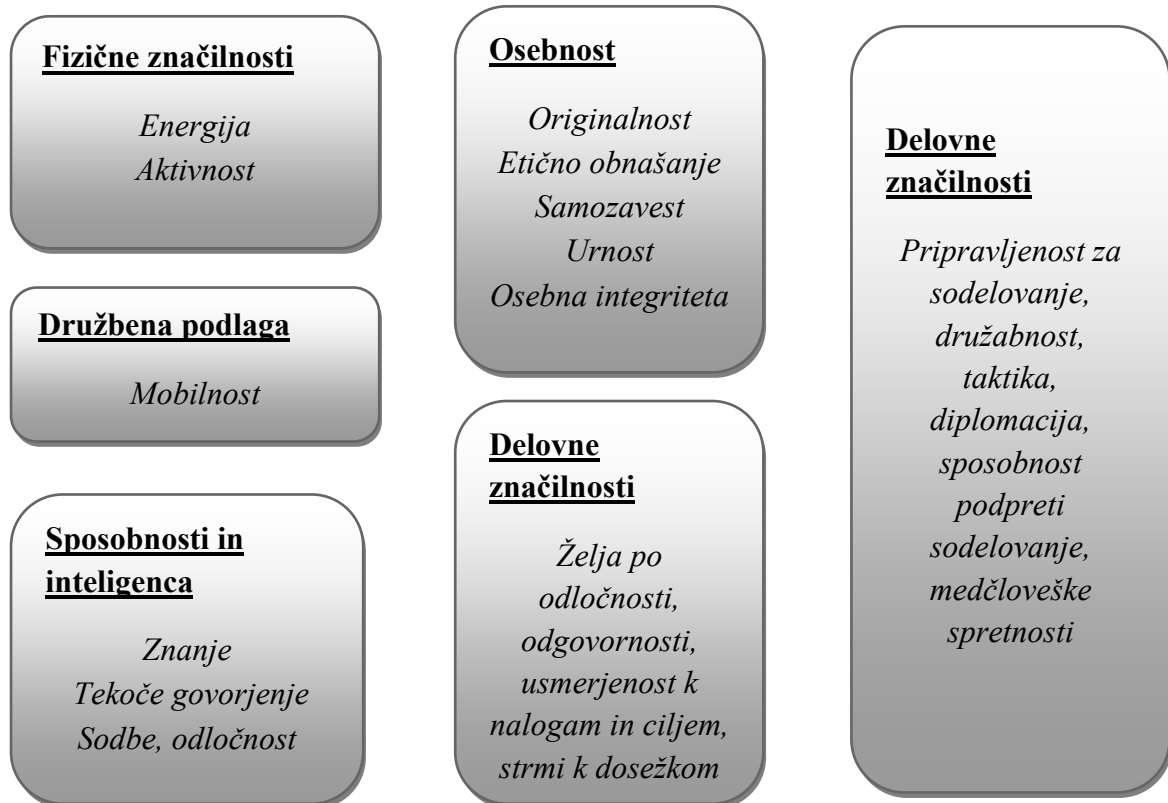 Fizične značilnosti
Energija
Aktivnost
Družbena podlaga
Mobilnost
Sposobnosti in
inteligenca
Znanje
Tekoče govorjenje
Sodbe, odločnost
Osebnost
Originalnost
Etično obnašanje
Samozavest
Urnost
Osebna integriteta
Delovne
značilnosti
Želja po
odločnosti,
odgovornosti,
usmerjenost k
nalogam in ciljem,
strmi k dosežkom
Delovne
značilnosti
Pripravljenost za
sodelovanje,
družabnost,
taktika,
diplomacija,
sposobnost
podpreti
sodelovanje,
medčloveške
spretnosti